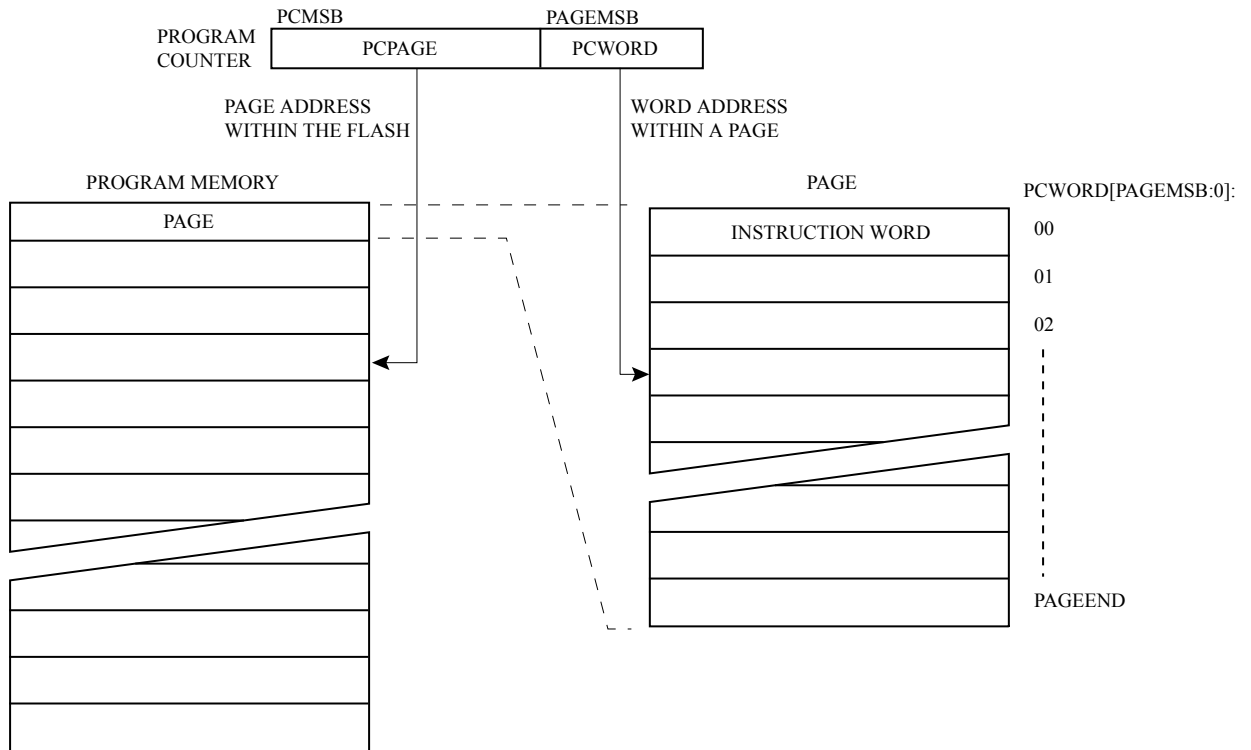 PCMSB
PAGEMSB
PROGRAM
COUNTER
PCPAGE
PCWORD
PAGE ADDRESS
WITHIN THE FLASH
WORD ADDRESS
WITHIN A PAGE
PROGRAM MEMORY
PAGE
PCWORD[PAGEMSB:0]:
PAGE
INSTRUCTION WORD
00
01
02
PAGEEND